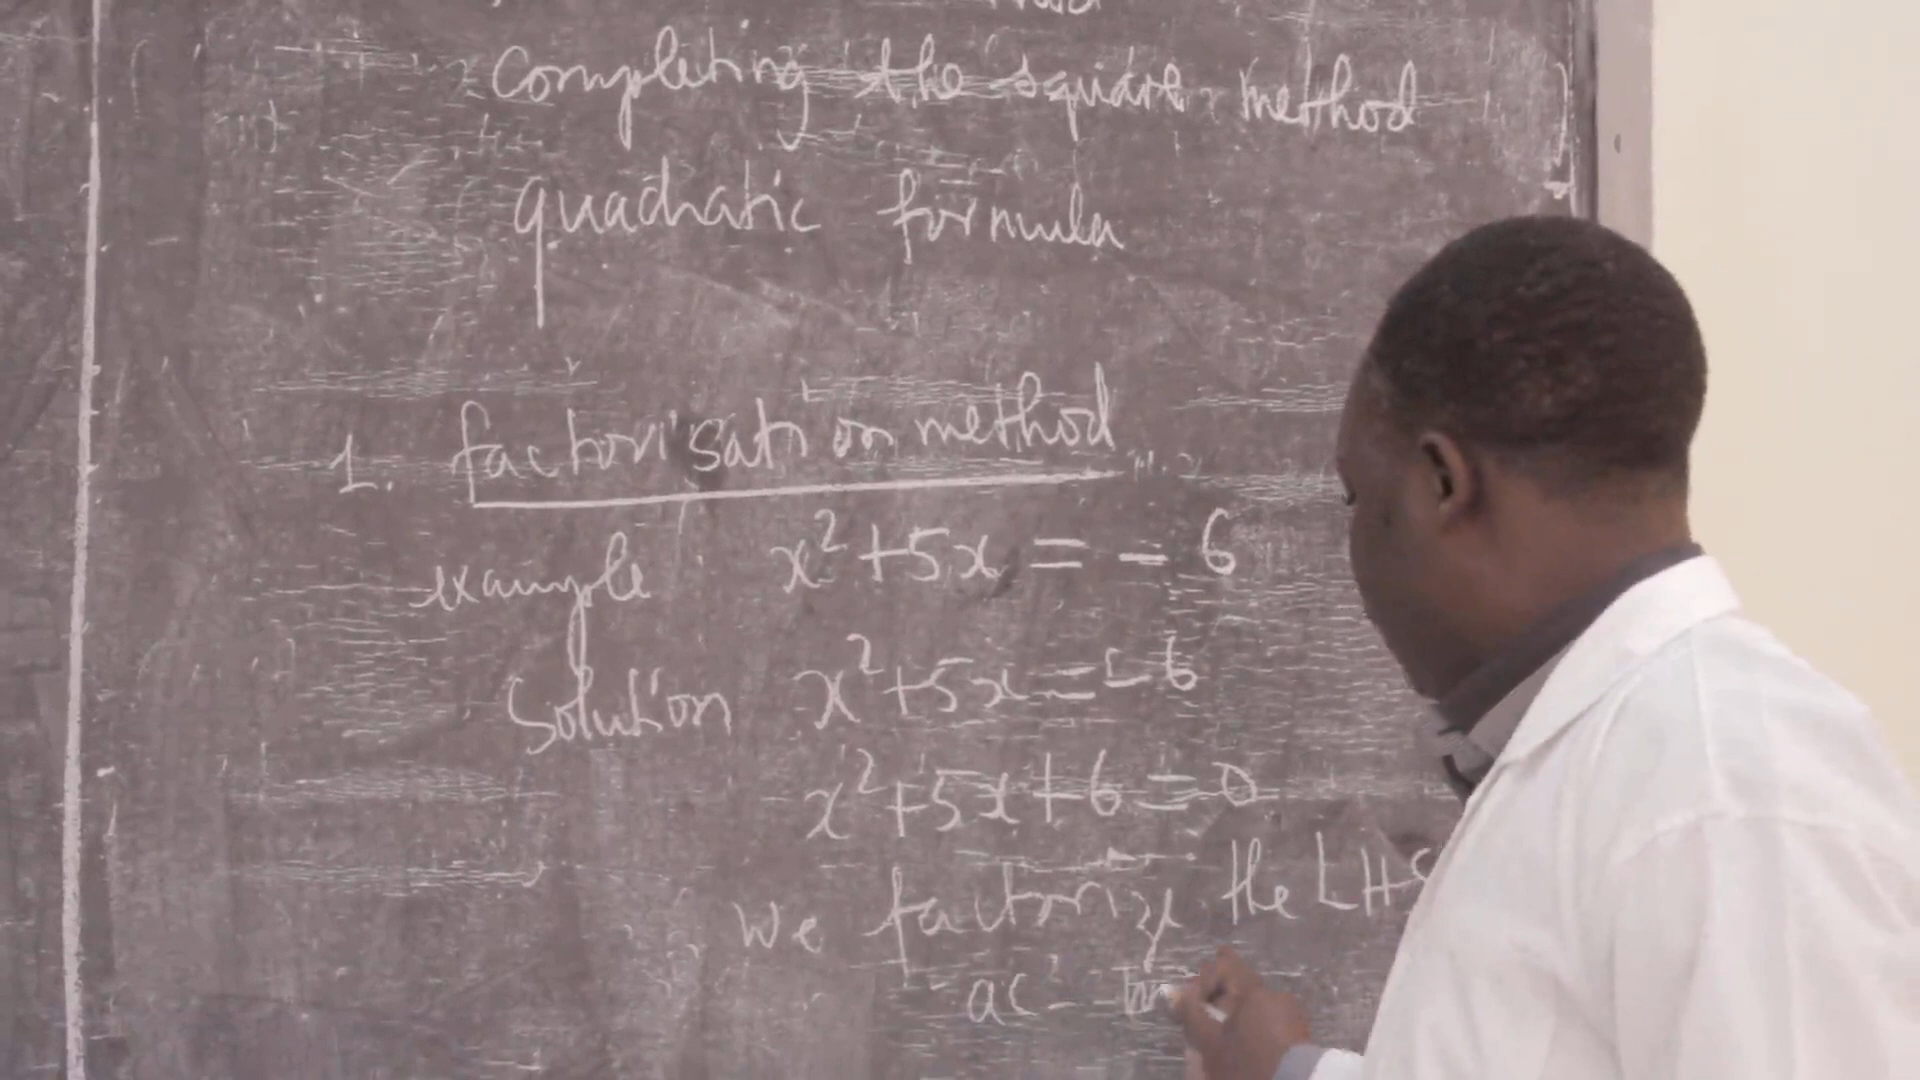 Completing the square method
quadratic formula
1. factorisation method
example x²+5x = - 6
Solution x²+5x = -6
x²+5x+6=0
We factorize the LHS
ac